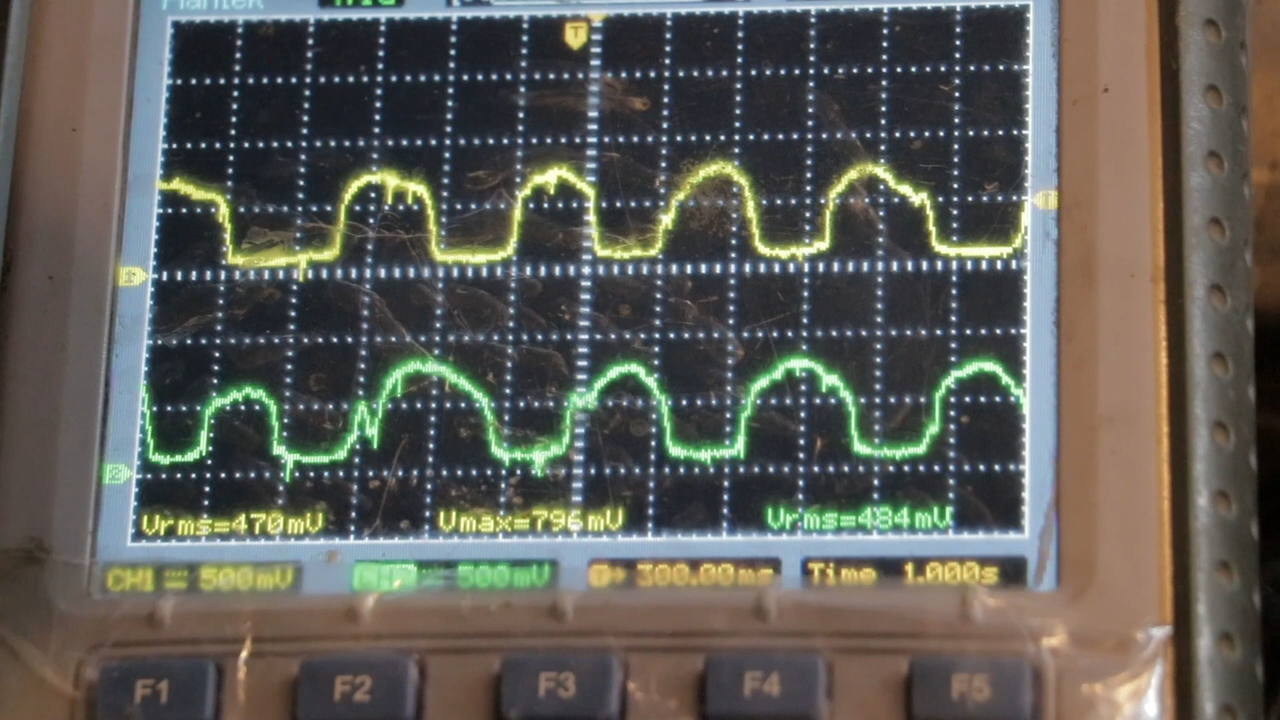 T
Vrms=470mV Vmax=796mV Vrms=484mV
CH1 500mV 500mV 300.00ms Time 1.000s
F1 F2 F3 F4 F5